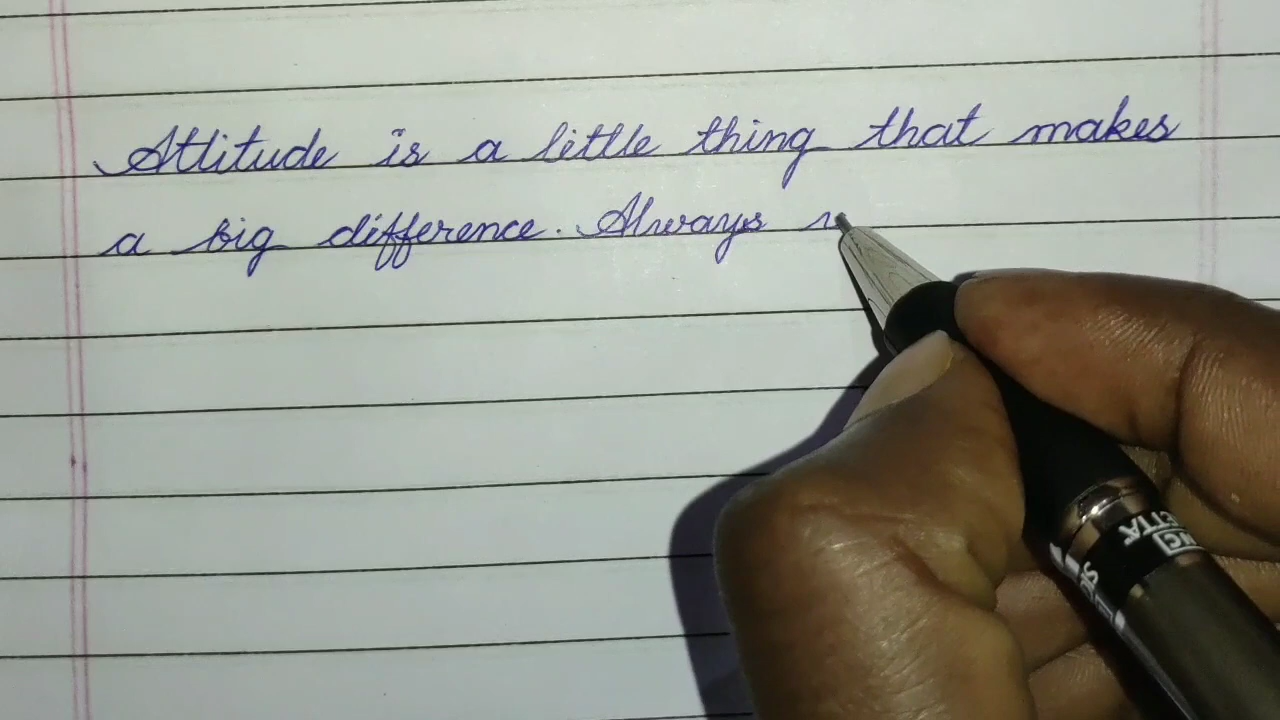 Attitude is a little thing that makes
a big difference. Always